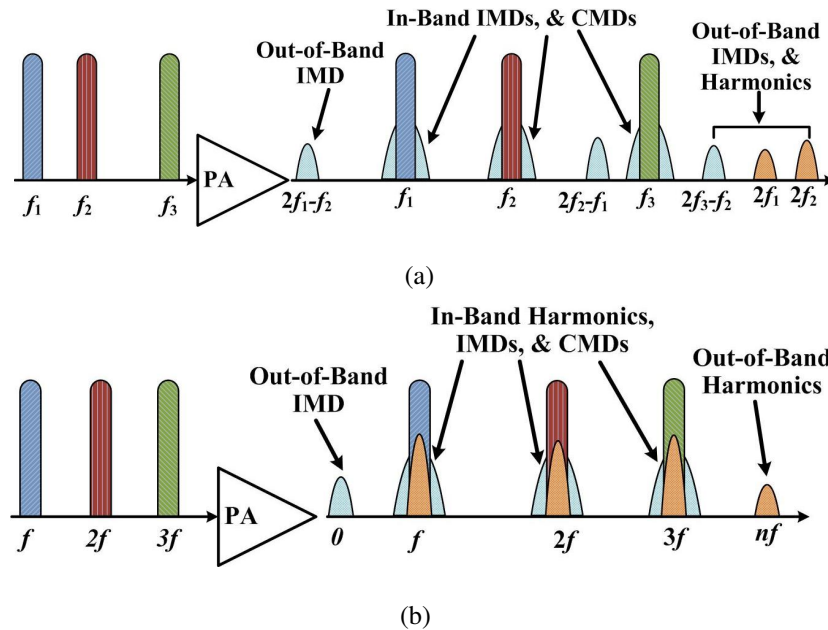 In-Band IMDs, & CMDs
Out-of-Band
IMD
Out-of-Band
IMDs, &
Harmonics
PA
f₁ f₂ f₃
2f₁-f₂ f₁ f₂ 2f₂-f₁ f₃ 2f₃-f₂ 2f₁ 2f₂
(a)
In-Band Harmonics,
IMDs, & CMDs
Out-of-Band
IMD
Out-of-Band
Harmonics
PA
f 2f 3f
0 f 2f 3f nf
(b)